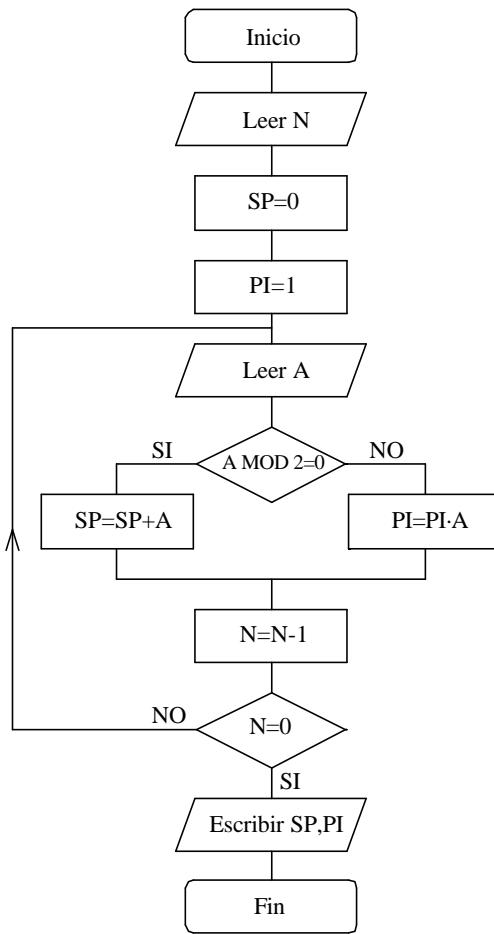 Inicio
Leer N
SP=0
PI=1
Leer A
SI
A MOD 2=0
NO
SP=SP+A
PI=PI·A
N=N-1
NO
N=0
SI
Escribir SP,PI
Fin